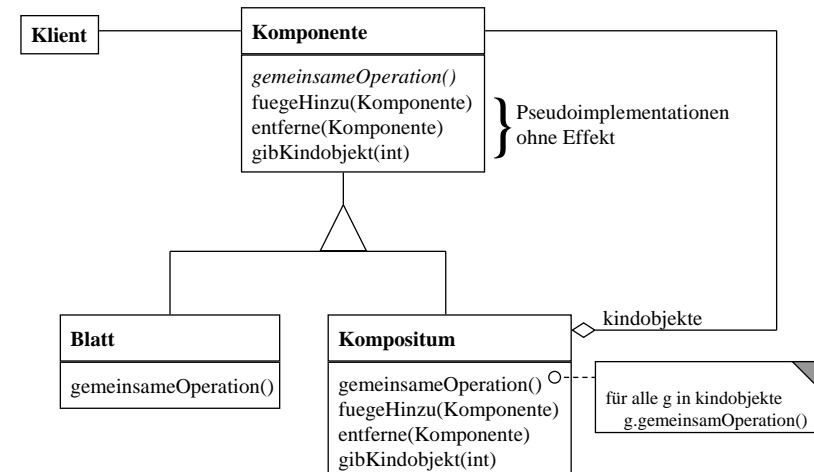 Klient
Komponente
gemeinsameOperation()
fuegeHinzu(Komponente)
entferne(Komponente)
gibKindobjekt(int)
}
Pseudoimplementationen
ohne Effekt
Blatt
gemeinsameOperation()
Kompositum
gemeinsameOperation()
fuegeHinzu(Komponente)
entferne(Komponente)
gibKindobjekt(int)
kindobjekte
für alle g in kindobjekte
g.gemeinsamOperation()